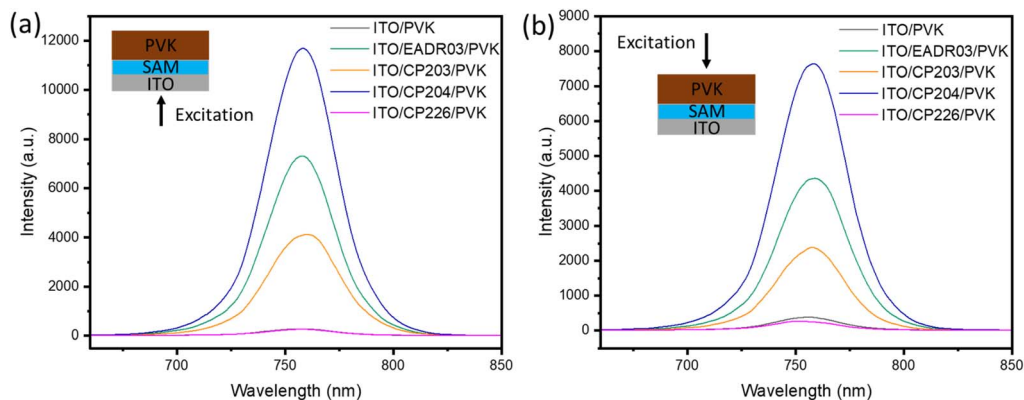 (a)
12000
10000
8000
6000
4000
2000
0
Intensity (a.u.)
PVK
SAM
ITO
Excitation
ITO/PVK
ITO/EADR03/PVK
ITO/CP203/PVK
ITO/CP204/PVK
ITO/CP226/PVK
700
750
800
850
Wavelength (nm)
(b)
9000
8000
7000
6000
5000
4000
3000
2000
1000
0
Intensity (a.u.)
Excitation
PVK
SAM
ITO
ITO/PVK
ITO/EADR03/PVK
ITO/CP203/PVK
ITO/CP204/PVK
ITO/CP226/PVK
700
750
800
850
Wavelength (nm)